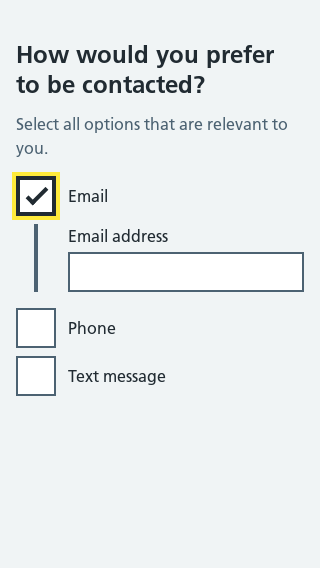 How would you prefer
to be contacted?
Select all options that are relevant to
you.
Email
Email address
Phone
Text message